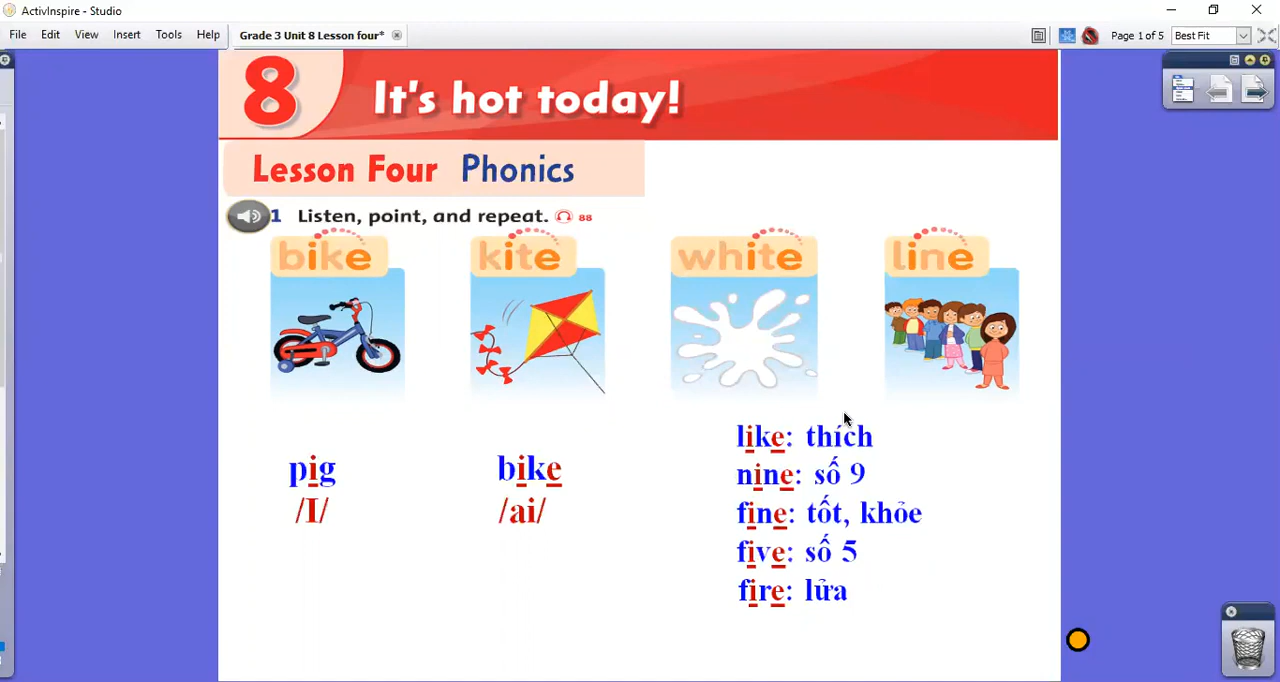 ActivInspire - Studio
File Edit View Insert Tools Help
Grade 3 Unit 8 Lesson four*
Page 1 of 5
Best Fit
8 It's hot today!
Lesson Four Phonics
1 Listen, point, and repeat. 88
bike kite white line
pig
/I/
bike
/ai/
like: thích
nine: số 9
fine: tốt, khỏe
five: số 5
fire: lửa